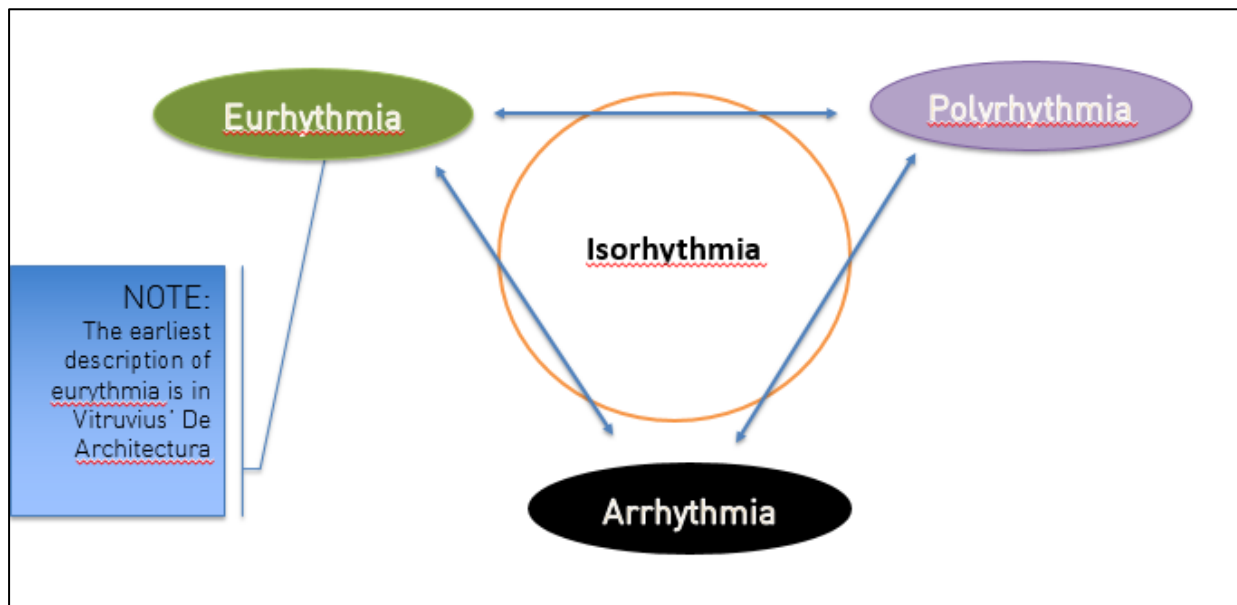 Eurhythmia
Polyrhythmia
Isorhythmia
NOTE:
The earliest
description of
eurythmia is in
Vitruvius' De
Architectura
Arrhythmia